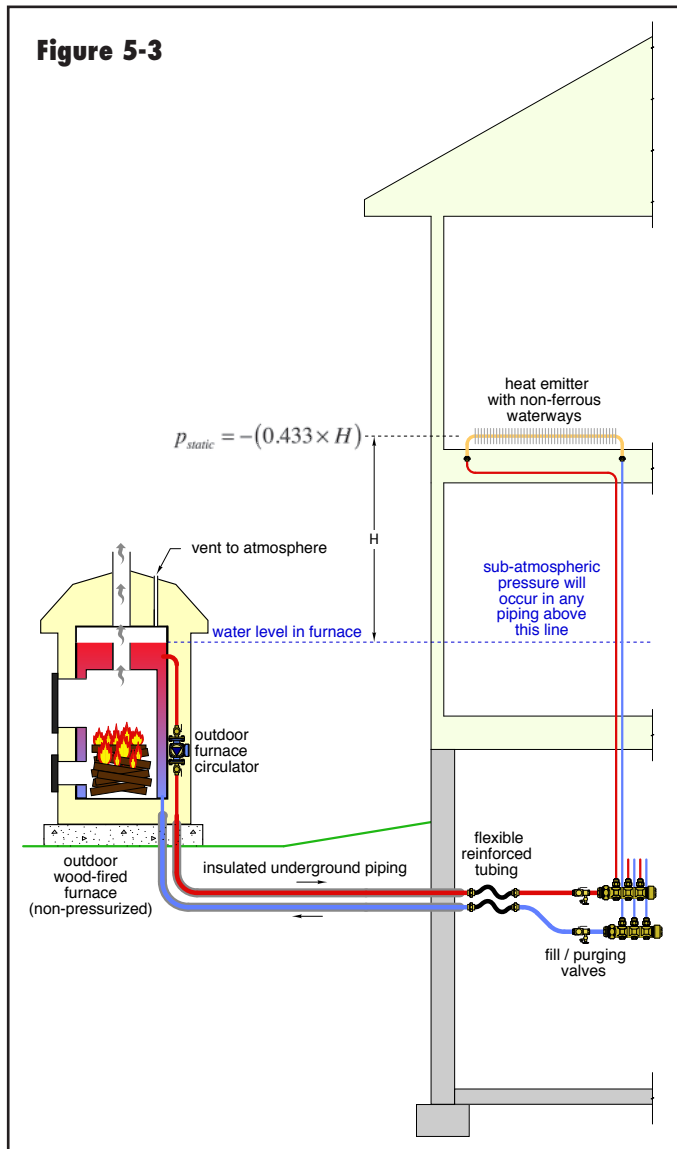 Figure 5-3
heat emitter
with non-ferrous
waterways
p_static = −(0.433 × H)
H
vent to atmosphere
sub-atmospheric
pressure will
occur in any
piping above
this line
water level in furnace
outdoor
furnace
circulator
flexible
reinforced
tubing
outdoor
wood-fired
furnace
(non-pressurized)
insulated underground piping
fill / purging
valves